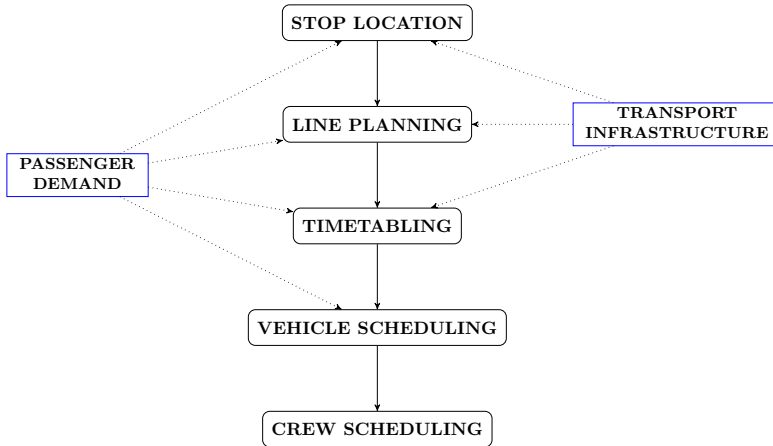 STOP LOCATION
LINE PLANNING
TRANSPORT
INFRASTRUCTURE
PASSENGER
DEMAND
TIMETABLING
VEHICLE SCHEDULING
CREW SCHEDULING